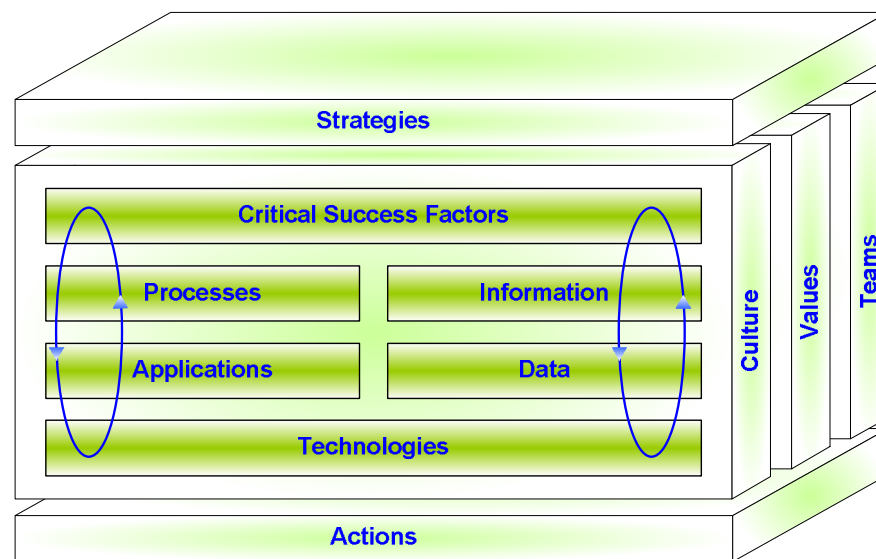 Strategies
Critical Success Factors
Processes
Information
Applications
Data
Technologies
Culture
Values
Teams
Actions